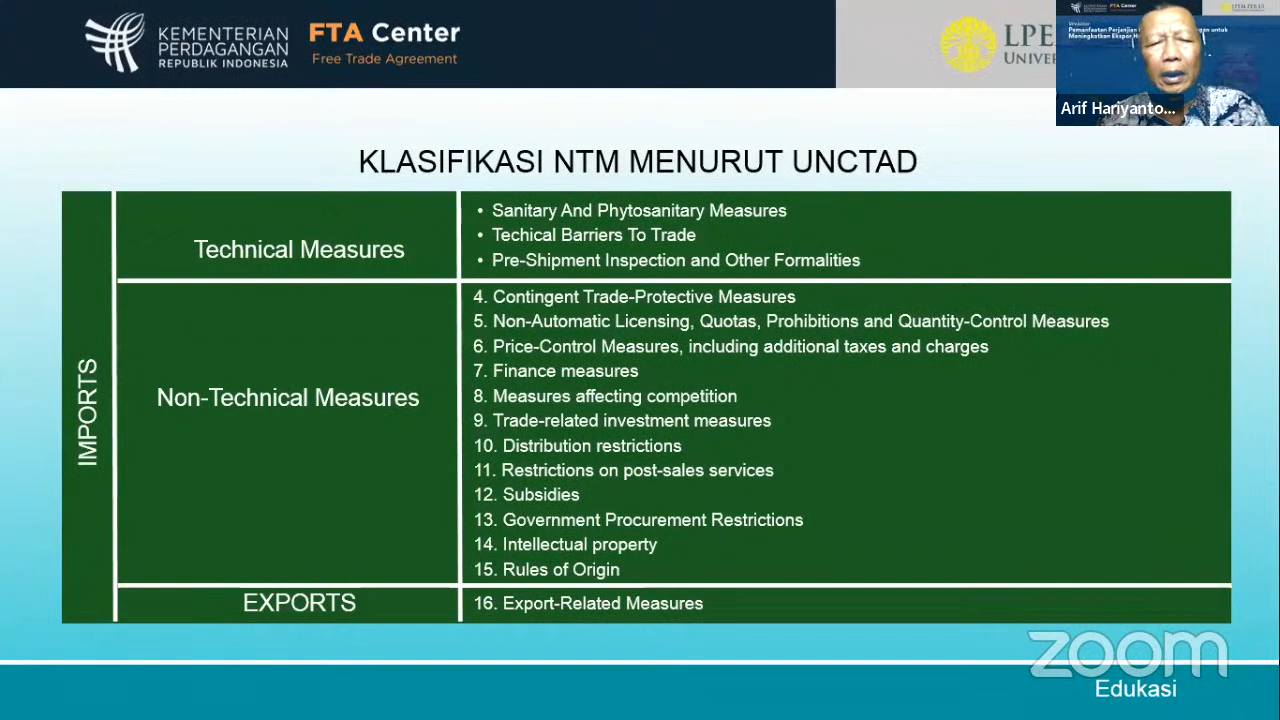 KEMENTERIAN
PERDAGANGAN
REPUBLIK INDONESIA
FTA Center
Free Trade Agreement
Arif Hariyanto...
KLASIFIKASI NTM MENURUT UNCTAD
IMPORTS
Technical Measures
• Sanitary And Phytosanitary Measures
• Techical Barriers To Trade
• Pre-Shipment Inspection and Other Formalities
Non-Technical Measures
4. Contingent Trade-Protective Measures
5. Non-Automatic Licensing, Quotas, Prohibitions and Quantity-Control Measures
6. Price-Control Measures, including additional taxes and charges
7. Finance measures
8. Measures affecting competition
9. Trade-related investment measures
10. Distribution restrictions
11. Restrictions on post-sales services
12. Subsidies
13. Government Procurement Restrictions
14. Intellectual property
15. Rules of Origin
EXPORTS
16. Export-Related Measures
zoom
Edukasi